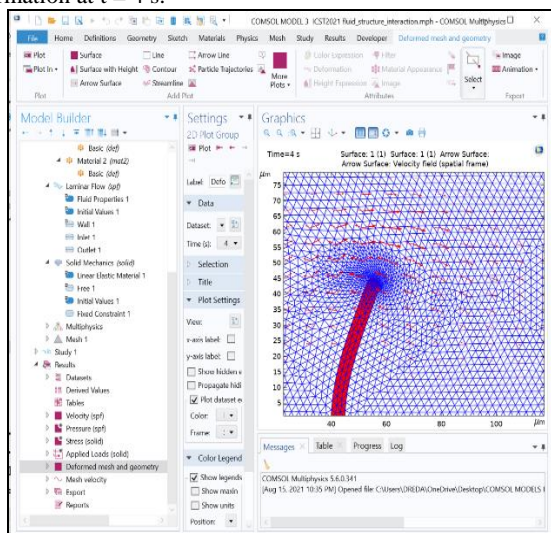 rmation at t = 4 s.
COMSOL MODEL 3 ICST2021 fluid_structure_interaction.mph - COMSOL Multiphysics
File Home Definitions Geometry Sketch Materials Physics Mesh Study Results Developer Deformed mesh and geometry
Plot
Plot In
Plot
Surface
Surface with Height
Arrow Surface
Line
Contour
Streamline
Arrow Line
Particle Trajectories
More
Plots
Add Plot
Color Expression
Deformation
Height Expression
Filter
Material Appearance
Image
Attributes
Select
Image
Animation
Export
Model Builder
Basic (def)
Material 2 (mat2)
Basic (def)
Laminar Flow (spf)
Fluid Properties 1
Initial Values 1
Wall 1
Inlet 1
Outlet 1
Solid Mechanics (solid)
Linear Elastic Material 1
Free 1
Initial Values 1
Fixed Constraint 1
Multiphysics
Mesh 1
Study 1
Results
Datasets
Derived Values
Tables
Velocity (spf)
Pressure (spf)
Stress (solid)
Applied Loads (solid)
Deformed mesh and geometry
Mesh velocity
Export
Reports
Settings
2D Plot Group
Plot
Label: Defo
Data
Dataset:
Time (s): 4
Selection
Title
Plot Settings
View:
x-axis label:
y-axis label:
Show hidden e
Propagate hidi
Plot dataset e
Color:
Frame:
Color Legend
Show legends
Show maxin
Show units
Position:
Graphics
Time=4 s Surface: 1 (1) Surface: 1 (1) Arrow Surface:
Arrow Surface: Velocity field (spatial frame)
µm
75
70
65
60
55
50
45
40
35
30
25
20
15
10
5
40 60 80 100 µm
Messages Table Progress Log
COMSOL Multiphysics 5.6.0.341
[Aug 15, 2021 10:35 PM] Opened file: C:\Users\DREDA\OneDrive\Desktop\COMSOL MODELS